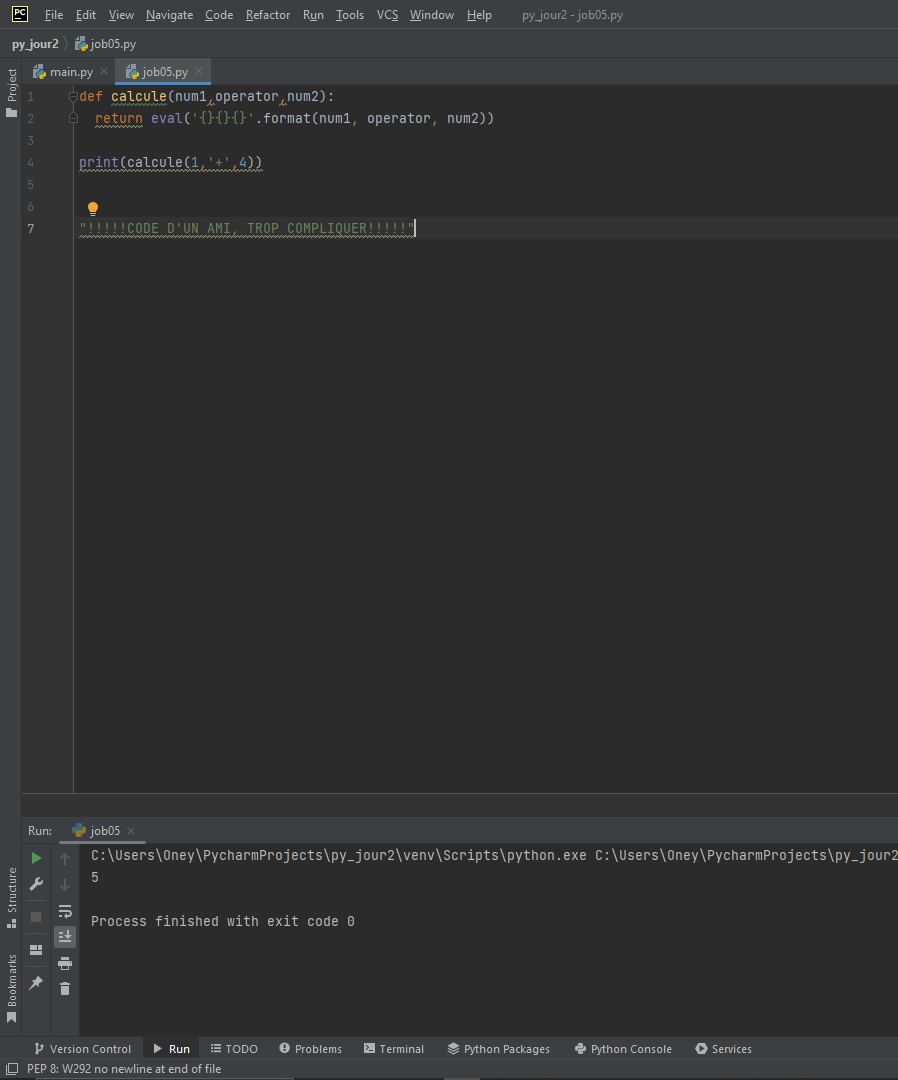 PC File Edit View Navigate Code Refactor Run Tools VCS Window Help py_jour2 - job05.py
py_jour2 job05.py
Project
main.py job05.py
1 def calcule(num1,operator,num2):
2 return eval('{}{}{}'.format(num1, operator, num2))
3
4 print(calcule(1,'+',4))
5
6
7 "!!!!!CODE D'UN AMI, TROP COMPLIQUER!!!!!"
Run: job05
C:\Users\Oney\PycharmProjects\py_jour2\venv\Scripts\python.exe C:\Users\Oney\PycharmProjects\py_jour2
5
Process finished with exit code 0
Structure
Bookmarks
Version Control Run TODO Problems Terminal Python Packages Python Console Services
PEP 8: W292 no newline at end of file